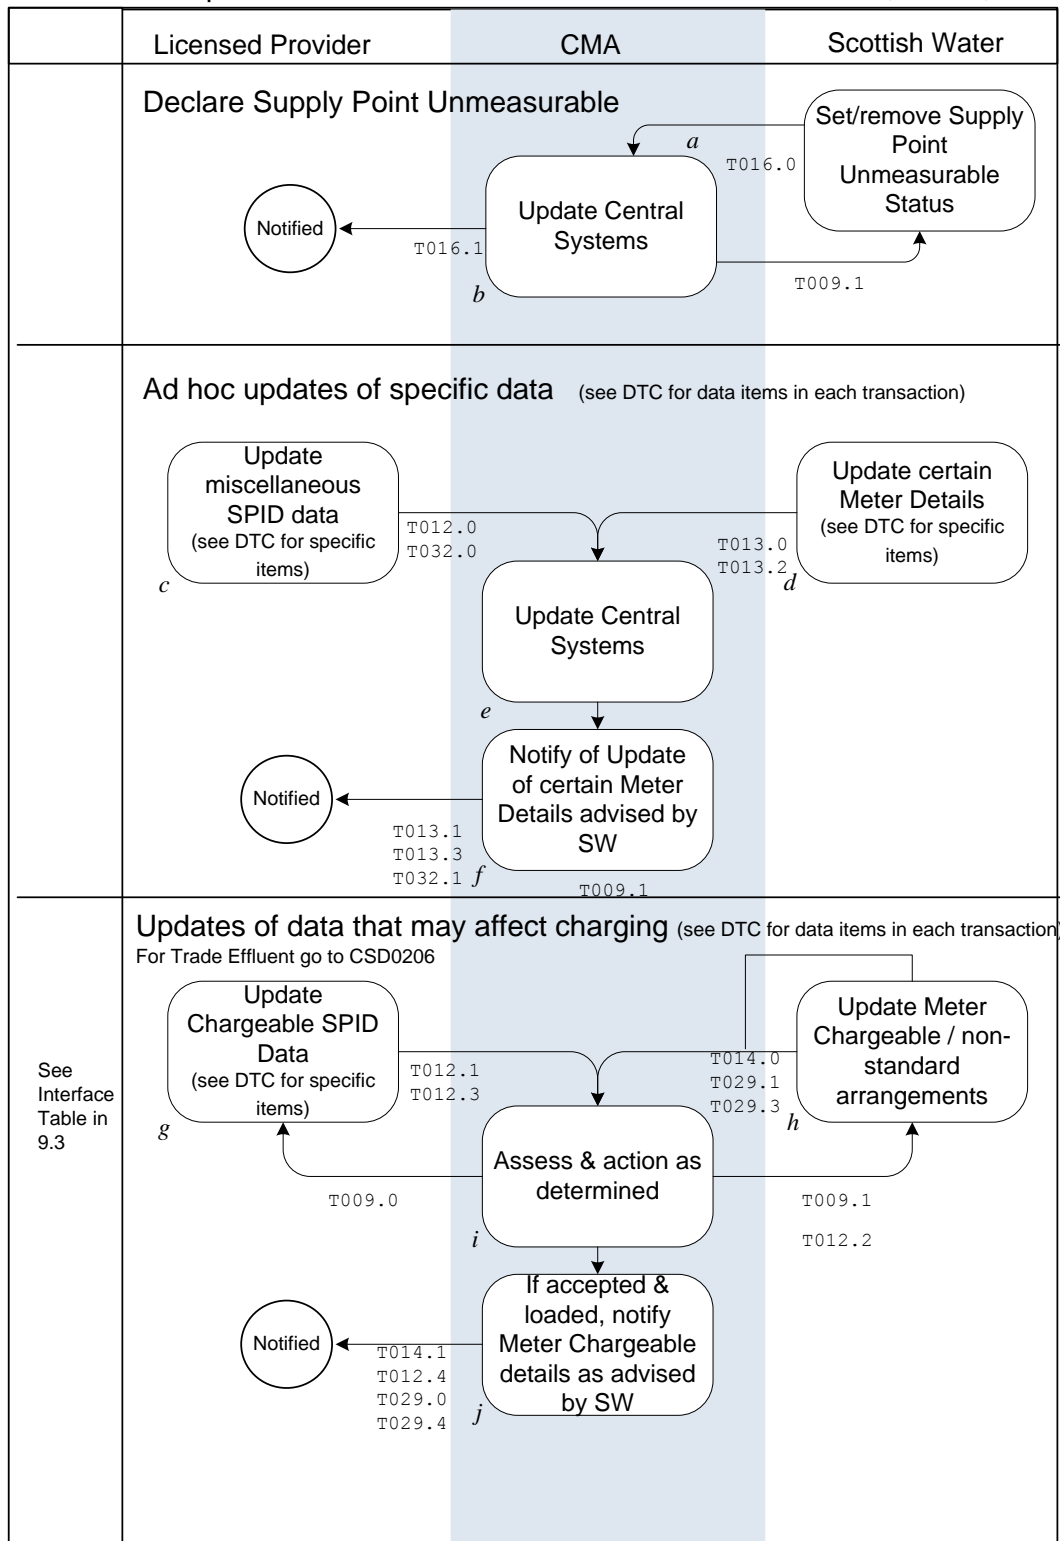 Licensed Provider
CMA
Scottish Water
Declare Supply Point Unmeasurable
Set/remove Supply
Point
Unmeasurable
Status
a
T016.0
Update Central
Systems
Notified
T016.1
T009.1
b
Ad hoc updates of specific data (see DTC for data items in each transaction)
Update
miscellaneous
SPID data
(see DTC for specific
items)
c
T012.0
T032.0
Update certain
Meter Details
(see DTC for specific
items)
T013.0
T013.2
d
Update Central
Systems
e
Notify of Update
of certain Meter
Details advised by
SW
Notified
T013.1
T013.3
T032.1
f
T009.1
Updates of data that may affect charging (see DTC for data items in each transaction)
For Trade Effluent go to CSD0206
See
Interface
Table in
9.3
Update
Chargeable SPID
Data
(see DTC for specific
items)
g
T012.1
T012.3
Update Meter
Chargeable / non-
standard
arrangements
T014.0
T029.1
T029.3
h
Assess & action as
determined
T009.0
T009.1
T012.2
i
If accepted &
loaded, notify
Meter Chargeable
details as advised
by SW
Notified
T014.1
T012.4
T029.0
T029.4
j